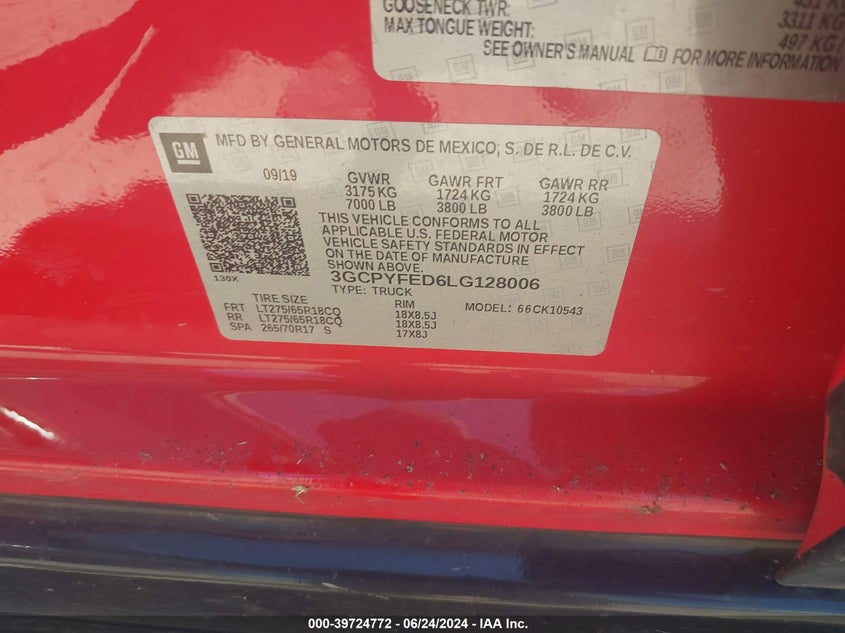 GOOSENECK TWR: 431 KG
MAX TONGUE WEIGHT: 3311 KG
497 KG /
SEE OWNER'S MANUAL FOR MORE INFORMATION
GM MFD BY GENERAL MOTORS DE MEXICO, S. DE R.L. DE C.V.
09/19 GVWR GAWR FRT GAWR RR
3175 KG 1724 KG 1724 KG
7000 LB 3800 LB 3800 LB
THIS VEHICLE CONFORMS TO ALL
APPLICABLE U.S. FEDERAL MOTOR
VEHICLE SAFETY STANDARDS IN EFFECT
ON THE DATE OF MANUFACTURE
SHOWN ABOVE.
130X 3GCPYFED6LG128006
TYPE: TRUCK
TIRE SIZE RIM MODEL: 66CK10543
FRT LT275/65R18CQ 18X8.5J
RR LT275/65R18CQ 18X8.5J
SPA 265/70R17 S 17X8J
000-39724772 / 06/24/2024 - © IAA Inc.